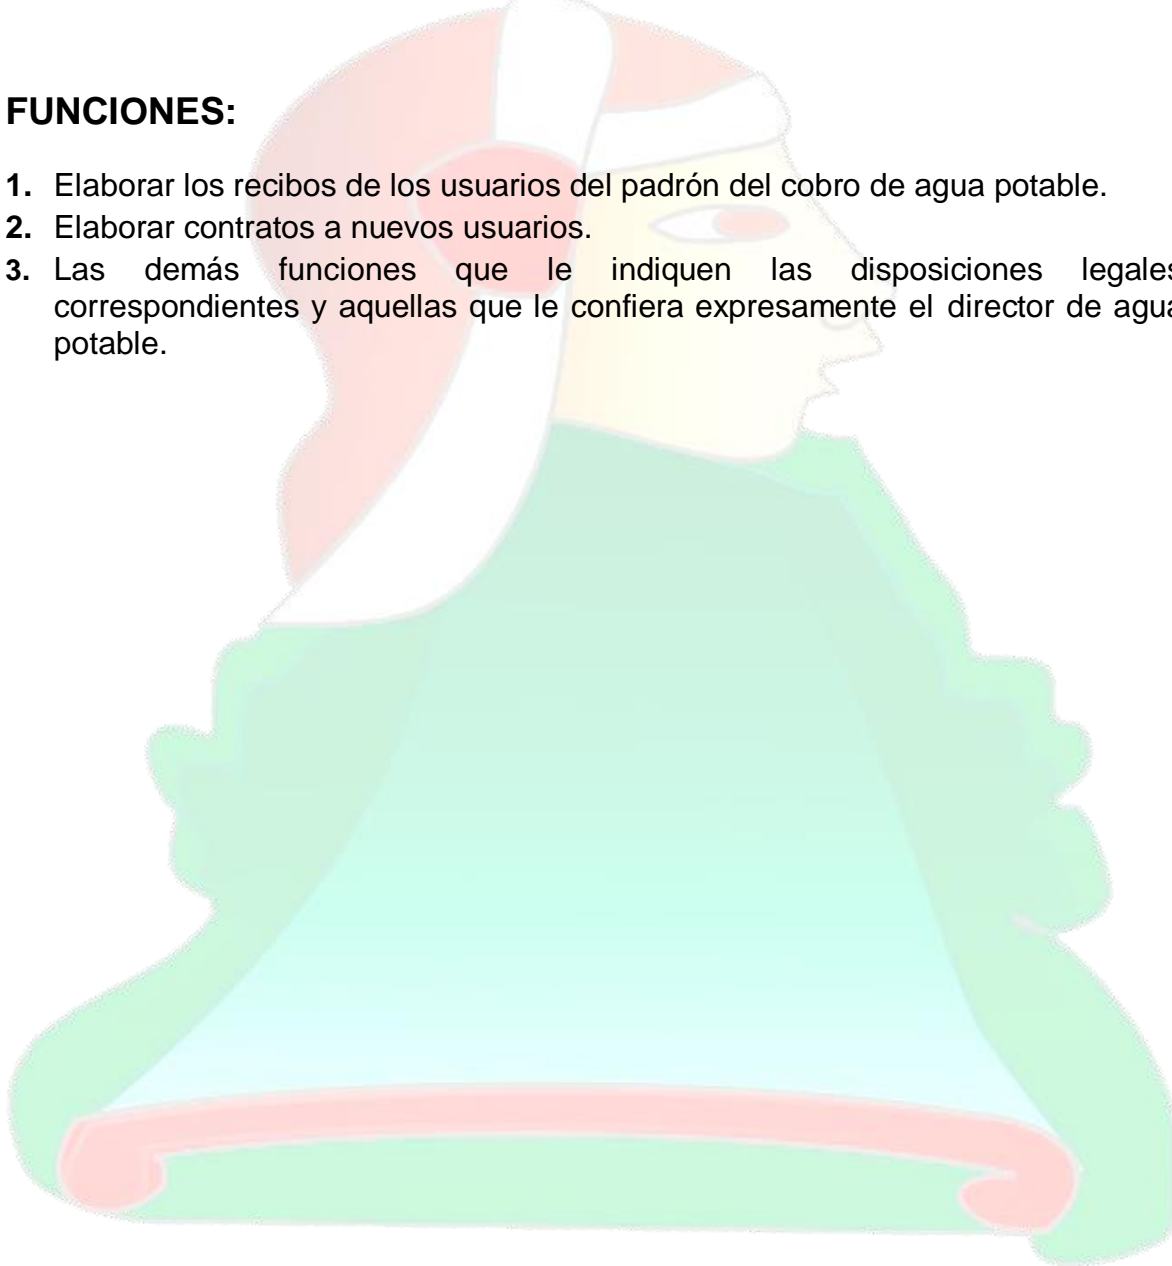 FUNCIONES:
1. Elaborar los recibos de los usuarios del padrón del cobro de agua potable.
2. Elaborar contratos a nuevos usuarios.
3. Las demás funciones que le indiquen las disposiciones legales
correspondientes y aquellas que le confiera expresamente el director de agua
potable.